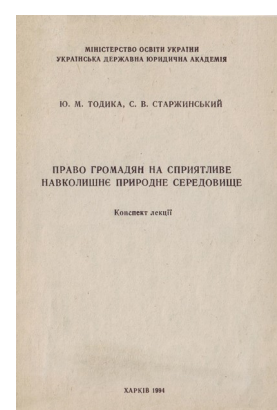 МІНІСТЕРСТВО ОСВІТИ УКРАЇНИ
УКРАЇНСЬКА ДЕРЖАВНА ЮРИДИЧНА АКАДЕМІЯ
Ю. М. ТОДИКА, С. В. СТАРЖИНСЬКИЙ
ПРАВО ГРОМАДЯН НА СПРИЯТЛИВЕ
НАВКОЛИШНЄ ПРИРОДНЕ СЕРЕДОВИЩЕ
Конспект лекції
ХАРКІВ 1994